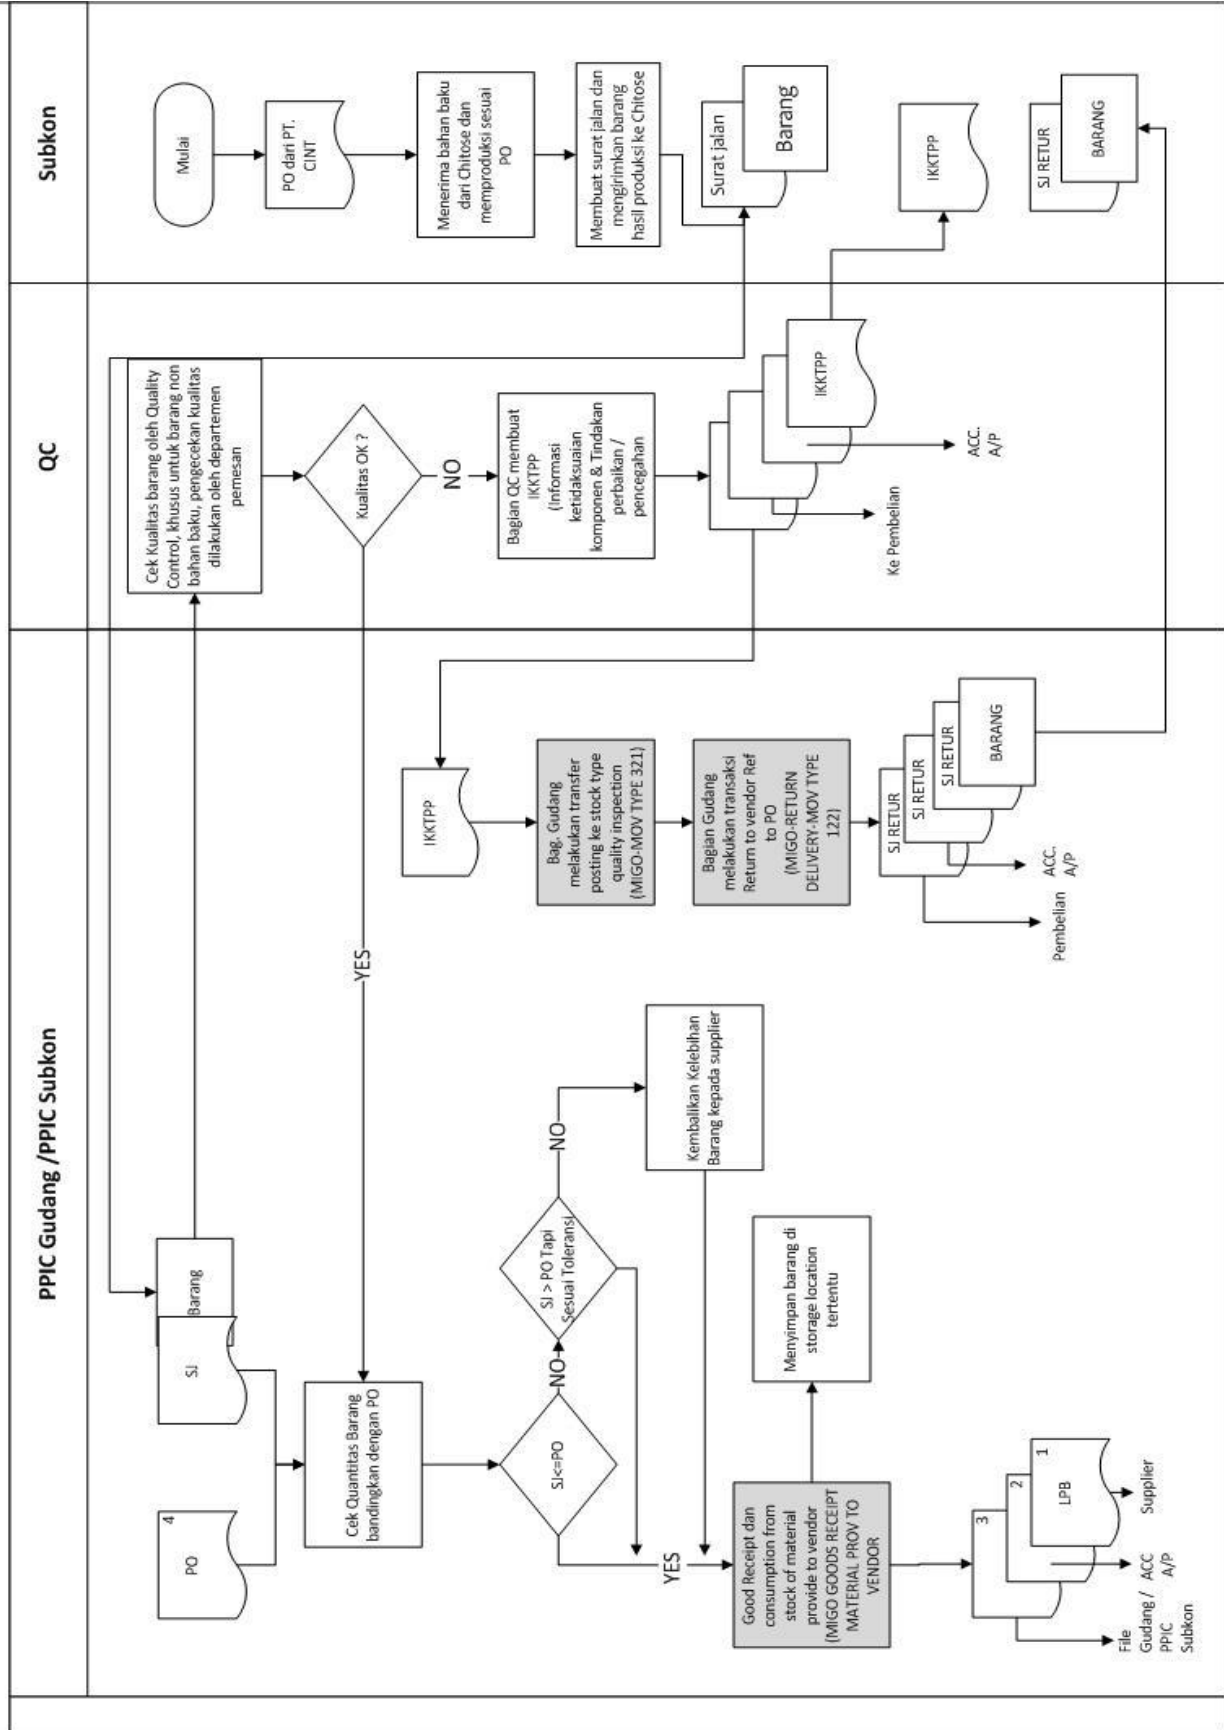 PPIC Gudang /PPIC Subkon
QC
Subkon
Mulai
PO dari PT.
CINT
Menerima bahan baku
dari Chitose dan
memproduksi sesuai
PO
Membuat surat jalan dan
mengirimkan barang
hasil produksi ke Chitose
Surat jalan
Barang
IKKTPP
SJ RETUR
BARANG
Cek Kualitas barang oleh Quality
Control, khusus untuk barang non
bahan baku, pengecekan kualitas
dilakukan oleh departemen
pemesan
Kualitas OK ?
NO
Bagian QC membuat
IKKTPP
(Informasi
ketidaksuaian
komponen & Tindakan
perbaikan /
pencegahan
IKKTPP
Ke Pembelian
ACC.
A/P
PO
4
SJ
Barang
YES
Cek Quantitas Barang
bandingkan dengan PO
SJ<=PO
NO
SJ > PO Tapi
Sesuai Toleransi
NO
Kembalikan Kelebihan
Barang kepada supplier
YES
Good Receipt dan
consumption from
stock of material
provide to vendor
(MIGO GOODS RECEIPT
MATERIAL PROV TO
VENDOR
Menyimpan barang di
storage location
tertentu
3
2
1
LPB
File
Gudang /
PPIC
Subkon
ACC
A/P
Supplier
IKKTPP
Bag. Gudang
melakukan transfer
posting ke stock type
quality inspection
(MIGO-MOV TYPE 321)
Bagian Gudang
melakukan transaksi
Return to vendor Ref
to PO
(MIGO-RETURN
DELIVERY-MOV TYPE
122)
SJ RETUR
SJ RETUR
SJ RETUR
BARANG
Pembelian
ACC.
A/P